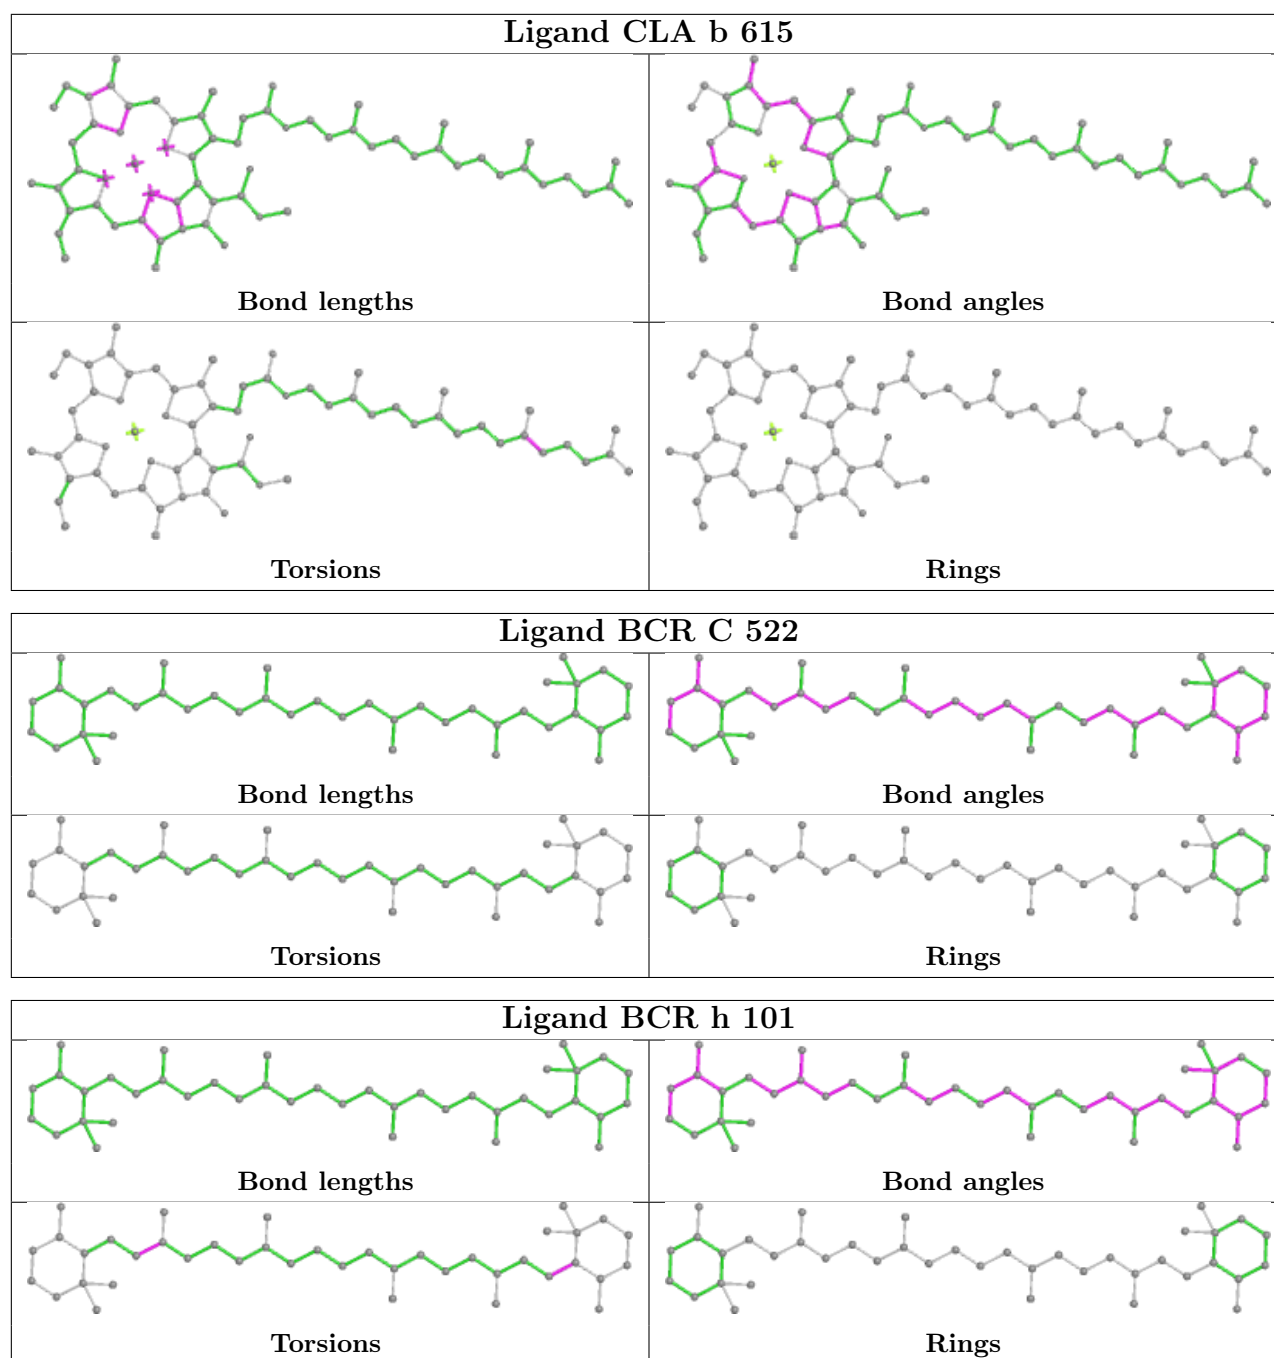 Ligand CLA b 615
Bond lengths
Bond angles
Torsions
Rings
Ligand BCR C 522
Bond lengths
Bond angles
Torsions
Rings
Ligand BCR h 101
Bond lengths
Bond angles
Torsions
Rings